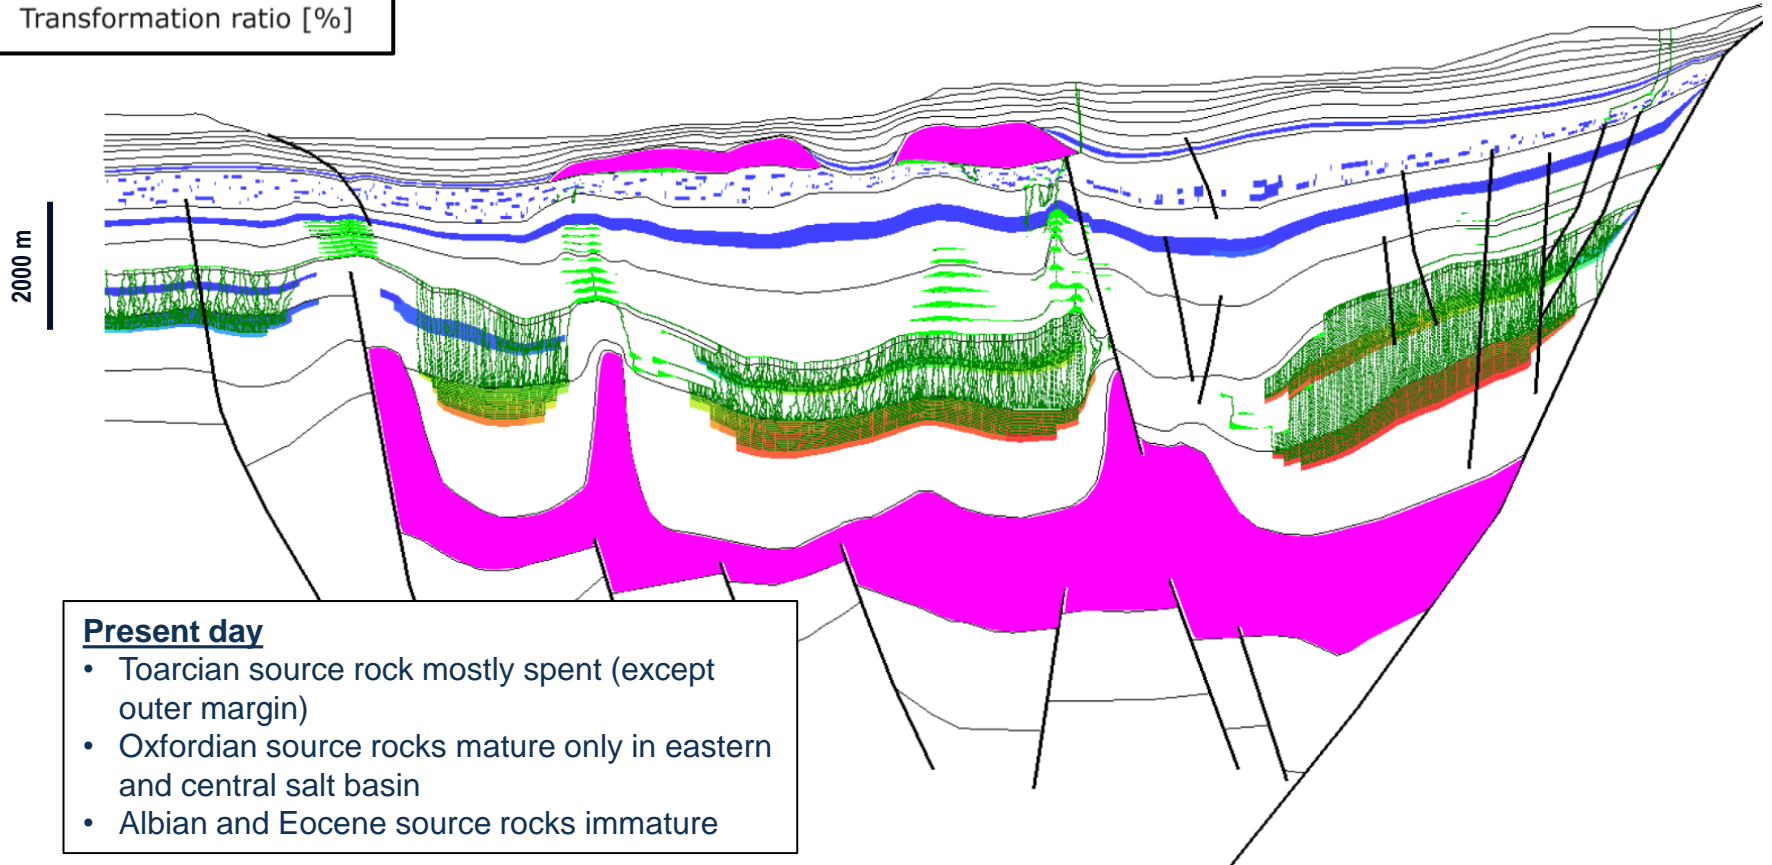 Transformation ratio [%]
2000 m
Present day
• Toarcian source rock mostly spent (except
outer margin)
• Oxfordian source rocks mature only in eastern
and central salt basin
• Albian and Eocene source rocks immature